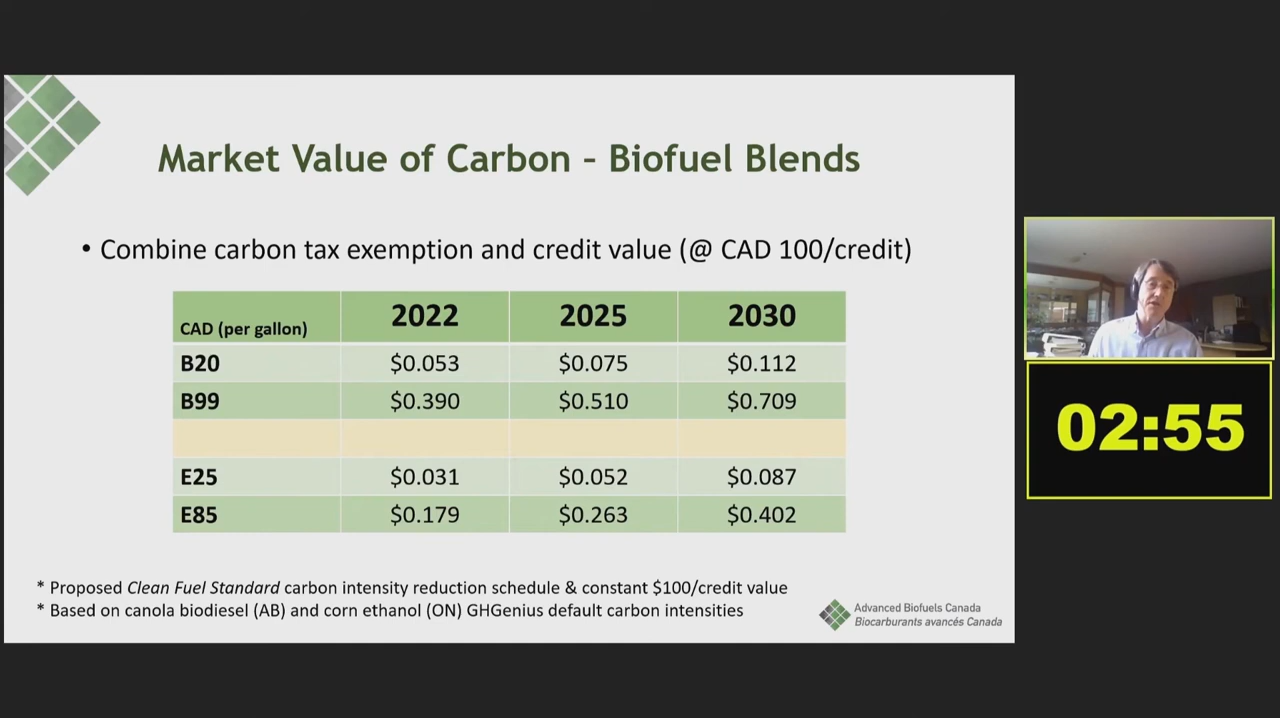 Market Value of Carbon – Biofuel Blends
• Combine carbon tax exemption and credit value (@ CAD 100/credit)
CAD (per gallon) 2022 2025 2030
B20 $0.053 $0.075 $0.112
B99 $0.390 $0.510 $0.709
E25 $0.031 $0.052 $0.087
E85 $0.179 $0.263 $0.402
* Proposed Clean Fuel Standard carbon intensity reduction schedule & constant $100/credit value
* Based on canola biodiesel (AB) and corn ethanol (ON) GHGenius default carbon intensities
Advanced Biofuels Canada
Biocarburants avancés Canada
02:55